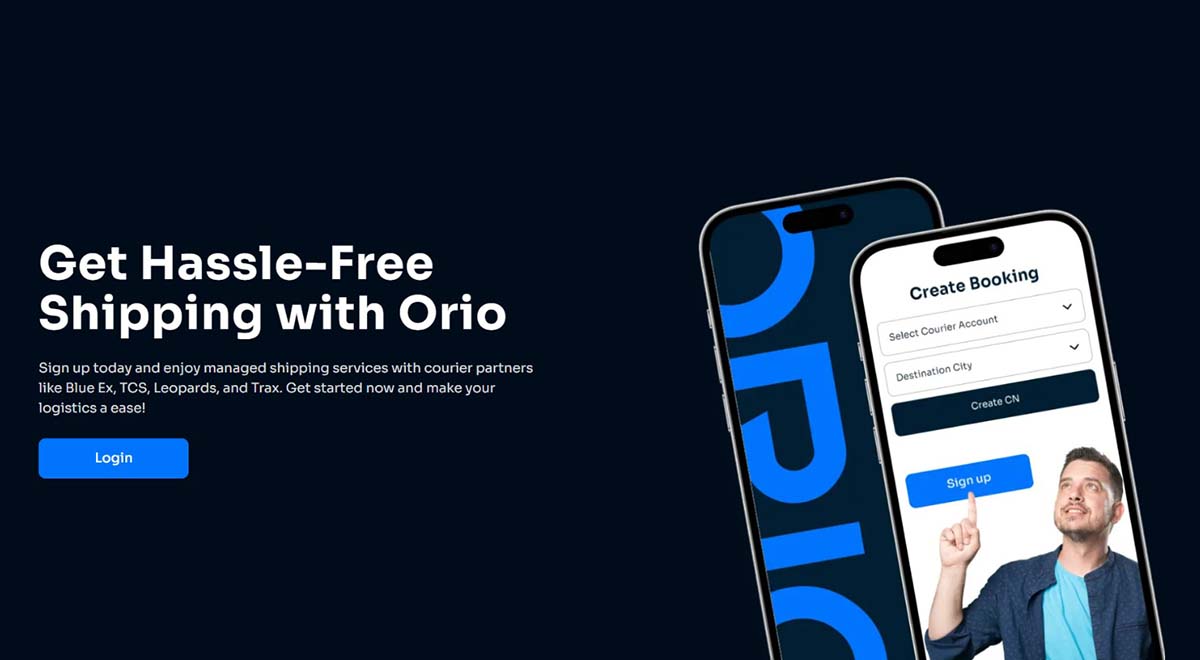 Get Hassle-Free
Shipping with Orio
Sign up today and enjoy managed shipping services with courier partners
like Blue Ex, TCS, Leopards, and Trax. Get started now and make your
logistics a ease!
Login
ORIO
Create Booking
Select Courier Account
Destination City
Create CN
Sign up